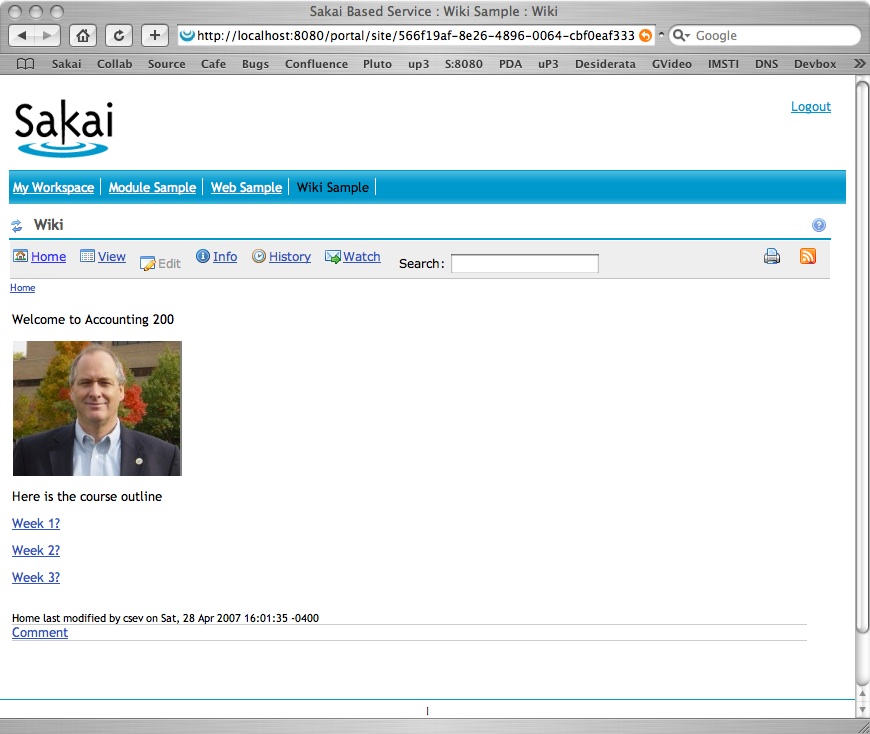 Sakai Based Service : Wiki Sample : Wiki
http://localhost:8080/portal/site/566f19af-8e26-4896-0064-cbf0eaf333 Google
Sakai Collab Source Cafe Bugs Confluence Pluto up3 S:8080 PDA uP3 Desiderata GVideo IMSTI DNS Devbox »
Sakai
Logout
My Workspace Module Sample Web Sample Wiki Sample
Wiki ?
Home View Edit Info History Watch Search:
Home
Welcome to Accounting 200
Here is the course outline
Week 1?
Week 2?
Week 3?
Home last modified by csev on Sat, 28 Apr 2007 16:01:35 -0400
Comment
|